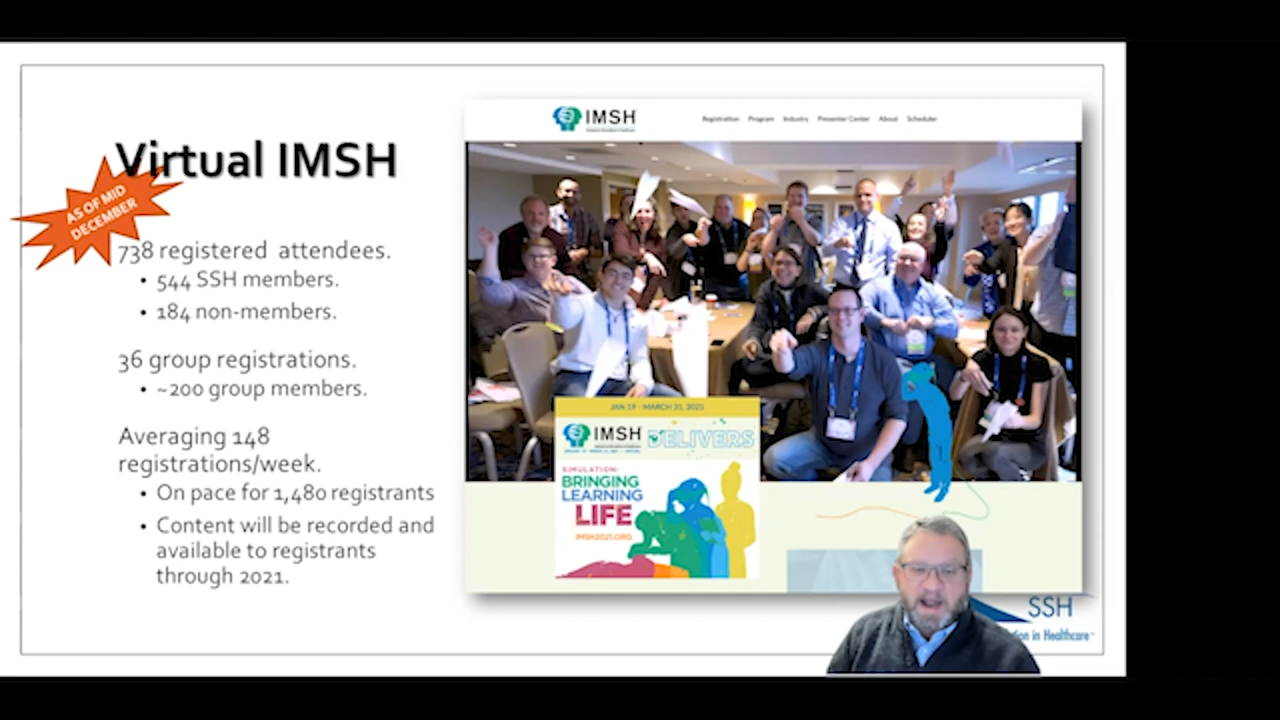 Virtual IMSH
AS OF MID
DECEMBER
738 registered attendees.
• 544 SSH members.
• 184 non-members.
36 group registrations.
• ~200 group members.
Averaging 148
registrations/week.
• On pace for 1,480 registrants
• Content will be recorded and
available to registrants
through 2021.
IMSH
Registration Program Industry Presenter Center About Scheduler
JAN 19 - MARCH 31, 2021
IMSH DELIVERS
SIMULATION:
BRINGING
LEARNING
LIFE
IMSH2021.ORG
SSH
in Healthcare